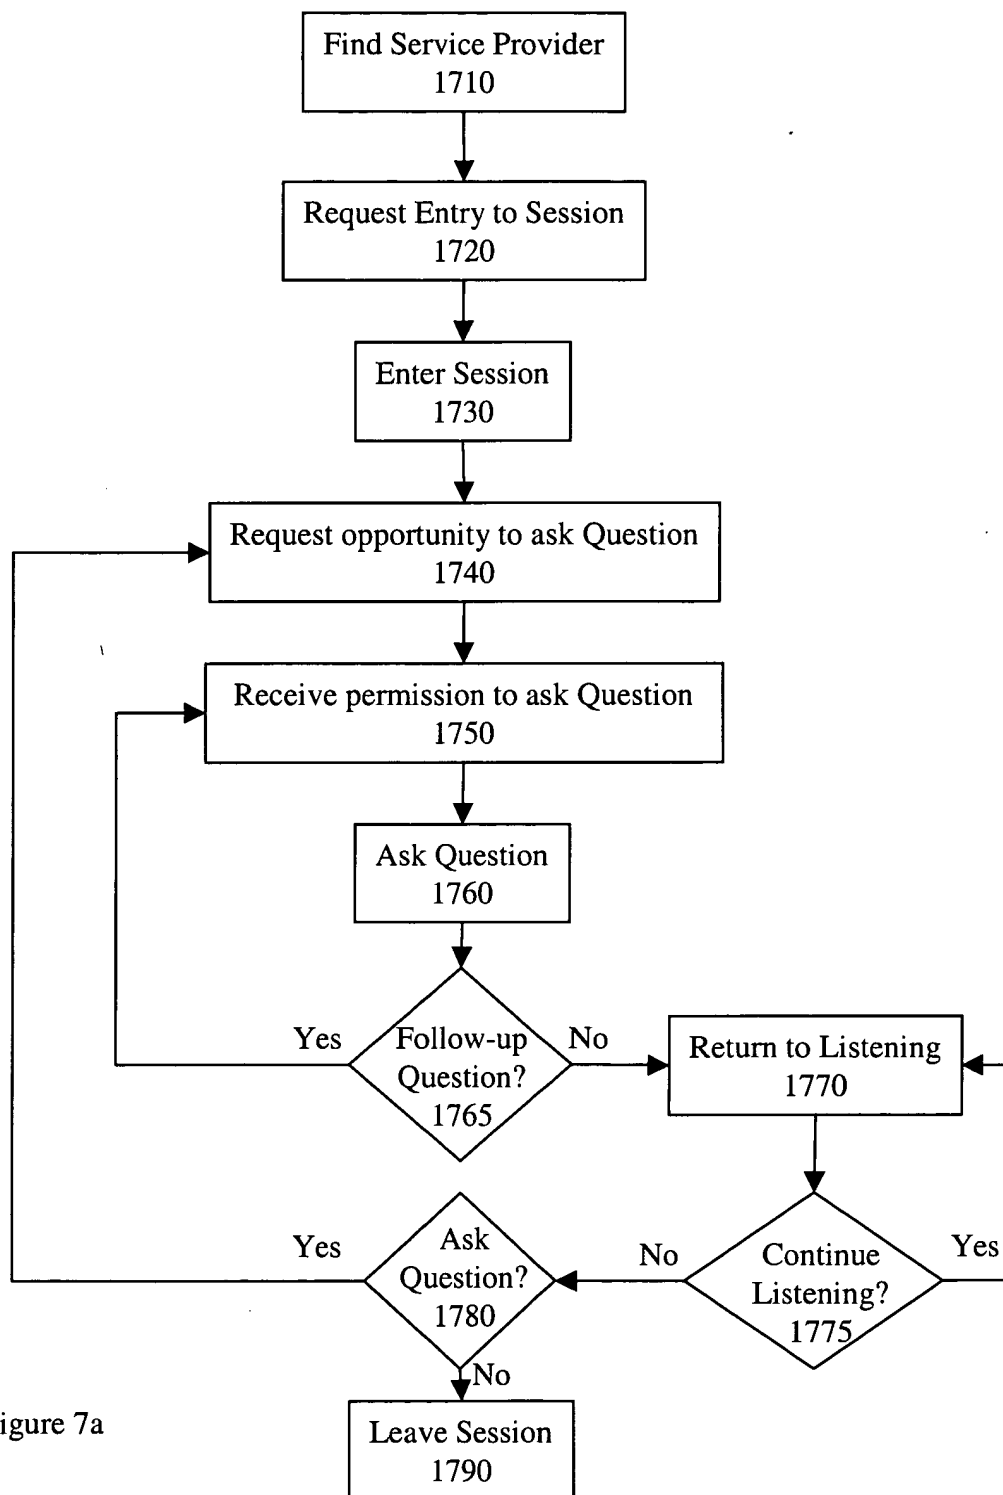 Find Service Provider
1710
Request Entry to Session
1720
Enter Session
1730
Request opportunity to ask Question
1740
Receive permission to ask Question
1750
Ask Question
1760
Yes
Follow-up
Question?
1765
No
Return to Listening
1770
Yes
Ask
Question?
1780
No
Continue
Listening?
1775
Yes
No
igure 7a
Leave Session
1790